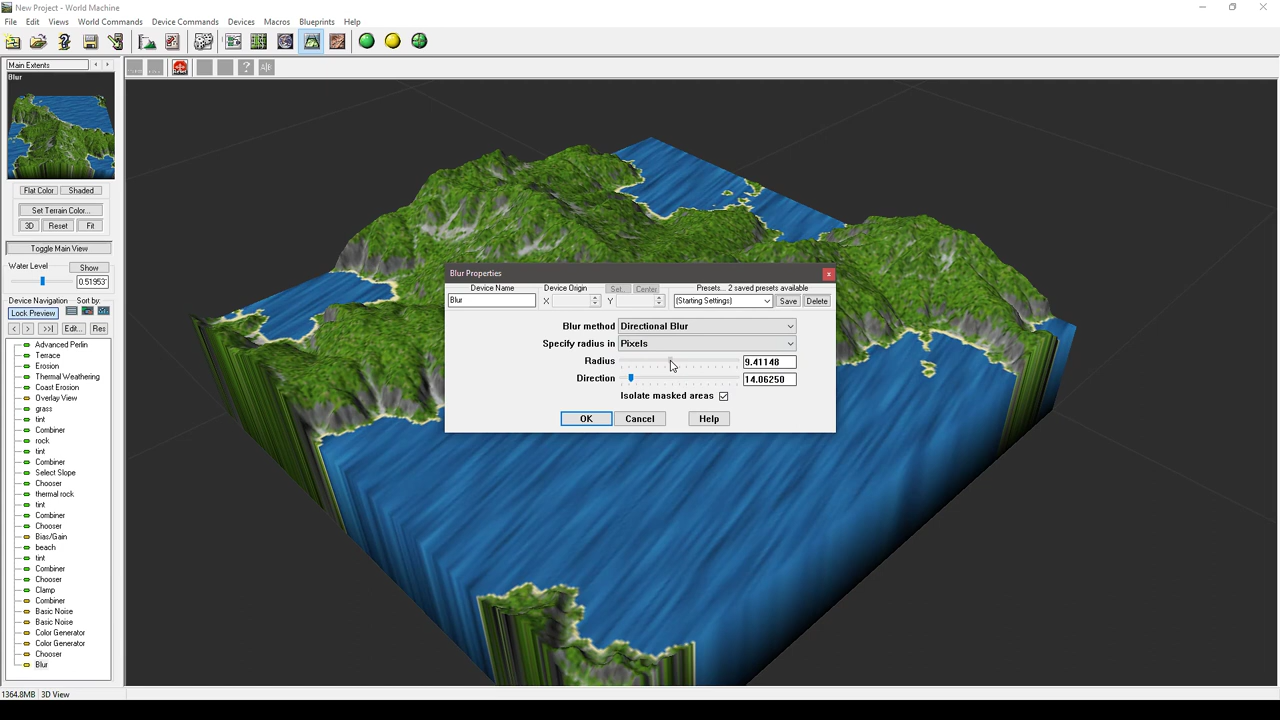 New Project - World Machine
File Edit Views World Commands Device Commands Devices Macros Blueprints Help
Main Extents
Blur
Flat Color Shaded
Set Terrain Color...
3D Reset Fit
Toggle Main View
Water Level Show
0.51953
Device Navigation Sort by:
Lock Preview
< > >>| Edit... Res
Advanced Perlin
Terrace
Erosion
Thermal Weathering
Coast Erosion
Overlay View
grass
tint
Combiner
rock
tint
Combiner
Select Slope
Chooser
thermal rock
tint
Combiner
Chooser
Bias/Gain
beach
tint
Combiner
Chooser
Clamp
Combiner
Basic Noise
Basic Noise
Color Generator
Color Generator
Chooser
Blur
1364.8MB 3D View
? A|B
Blur Properties x
Device Name Device Origin Set... Center Presets... 2 saved presets available
Blur X Y (Starting Settings) Save Delete
Blur method Directional Blur
Specify radius in Pixels
Radius 9.41148
Direction 14.06250
Isolate masked areas
OK Cancel Help